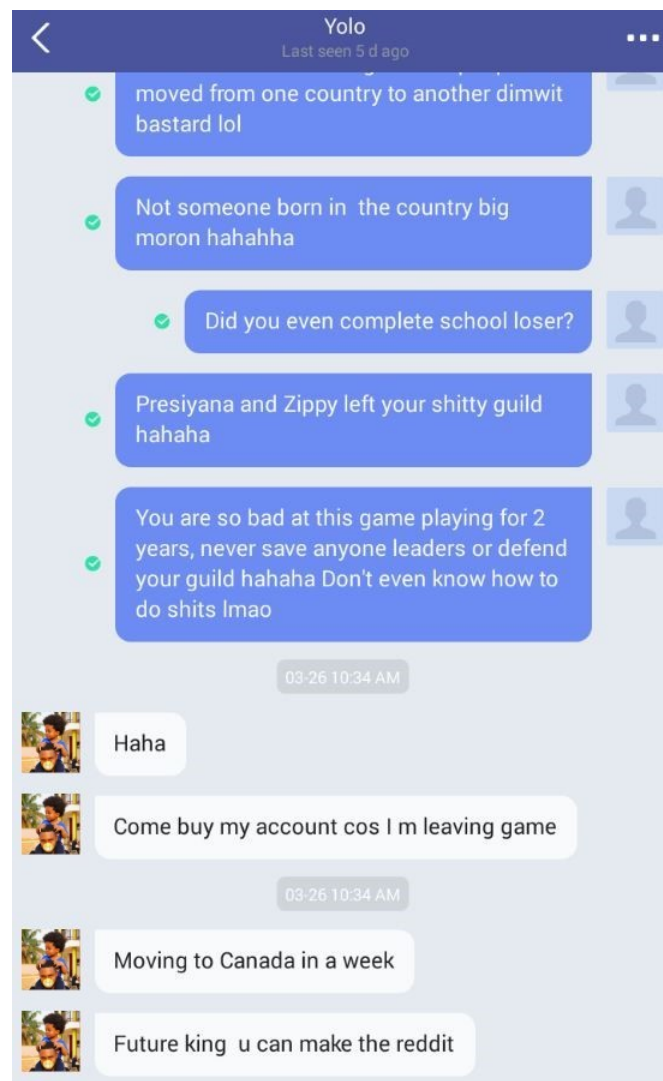 Yolo
Last seen 5 d ago
moved from one country to another dimwit
bastard lol
Not someone born in the country big
moron hahahha
Did you even complete school loser?
Presiyana and Zippy left your shitty guild
hahaha
You are so bad at this game playing for 2
years, never save anyone leaders or defend
your guild hahaha Don't even know how to
do shits lmao
03-26 10:34 AM
Haha
Come buy my account cos I m leaving game
03-26 10:34 AM
Moving to Canada in a week
Future king u can make the reddit